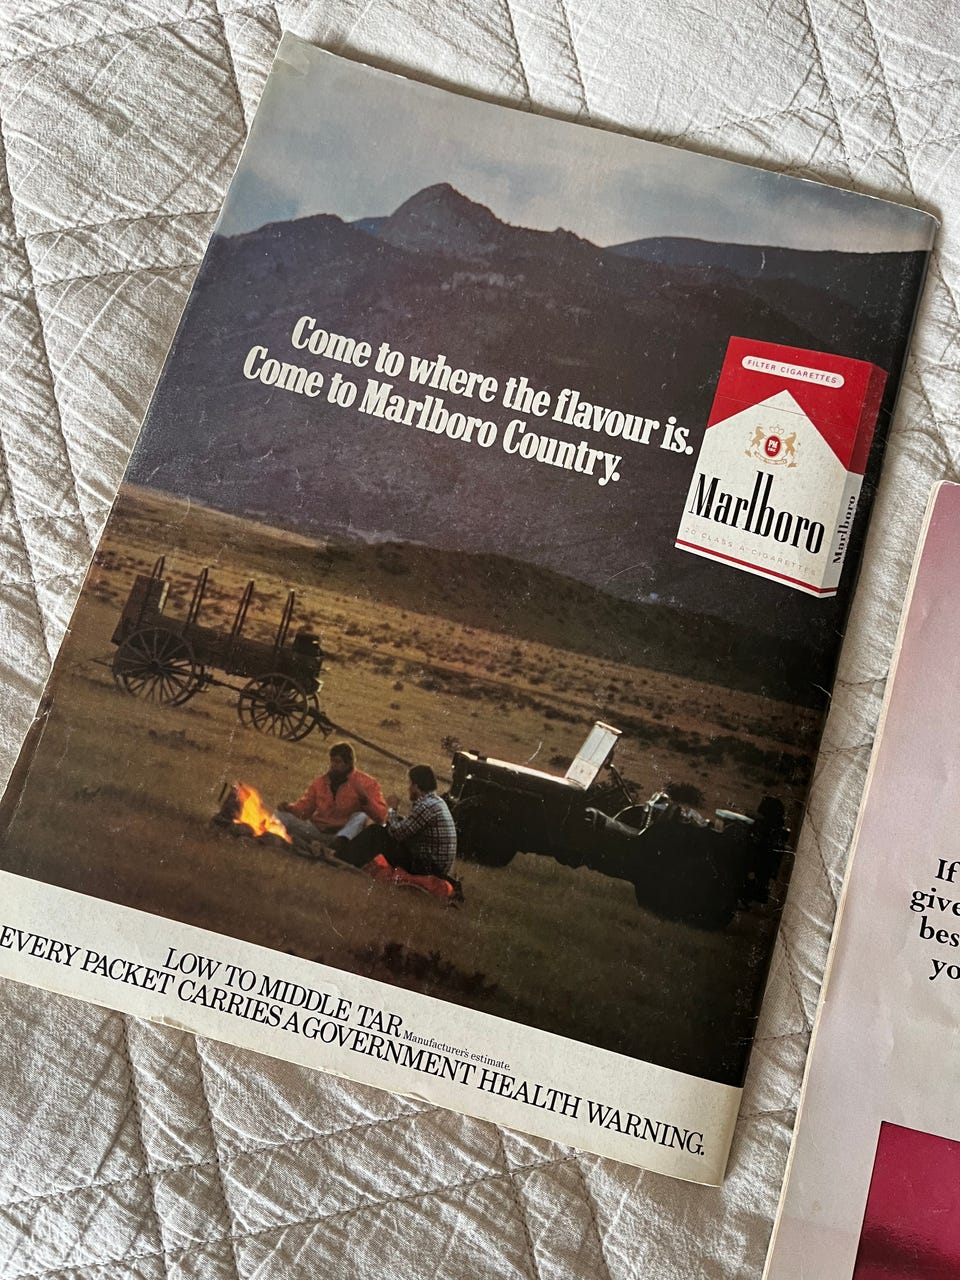 Come to where the flavour is.
Come to Marlboro Country.
FILTER CIGARETTES
PM
Marlboro
20 CLASS A CIGARETTES
Marlboro
LOW TO MIDDLE TAR Manufacturer's estimate.
EVERY PACKET CARRIES A GOVERNMENT HEALTH WARNING.
If
give
bes
yo